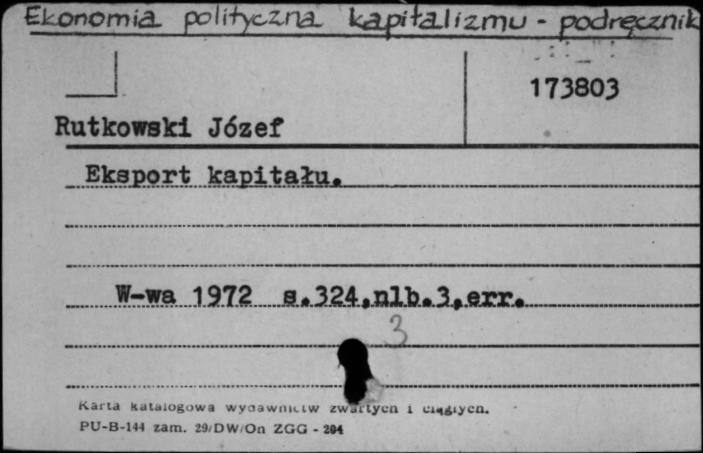 Ekonomia polityczna kapitalizmu - podręcznik
173803
Rutkowski Józef
Eksport kapitału.
W-wa 1972 s.324,nlb.3,err.
3
Karta katalogowa wydawnictw zwartych i ciągłych.
PU-B-144 zam. 29/DW/On ZGG - 204